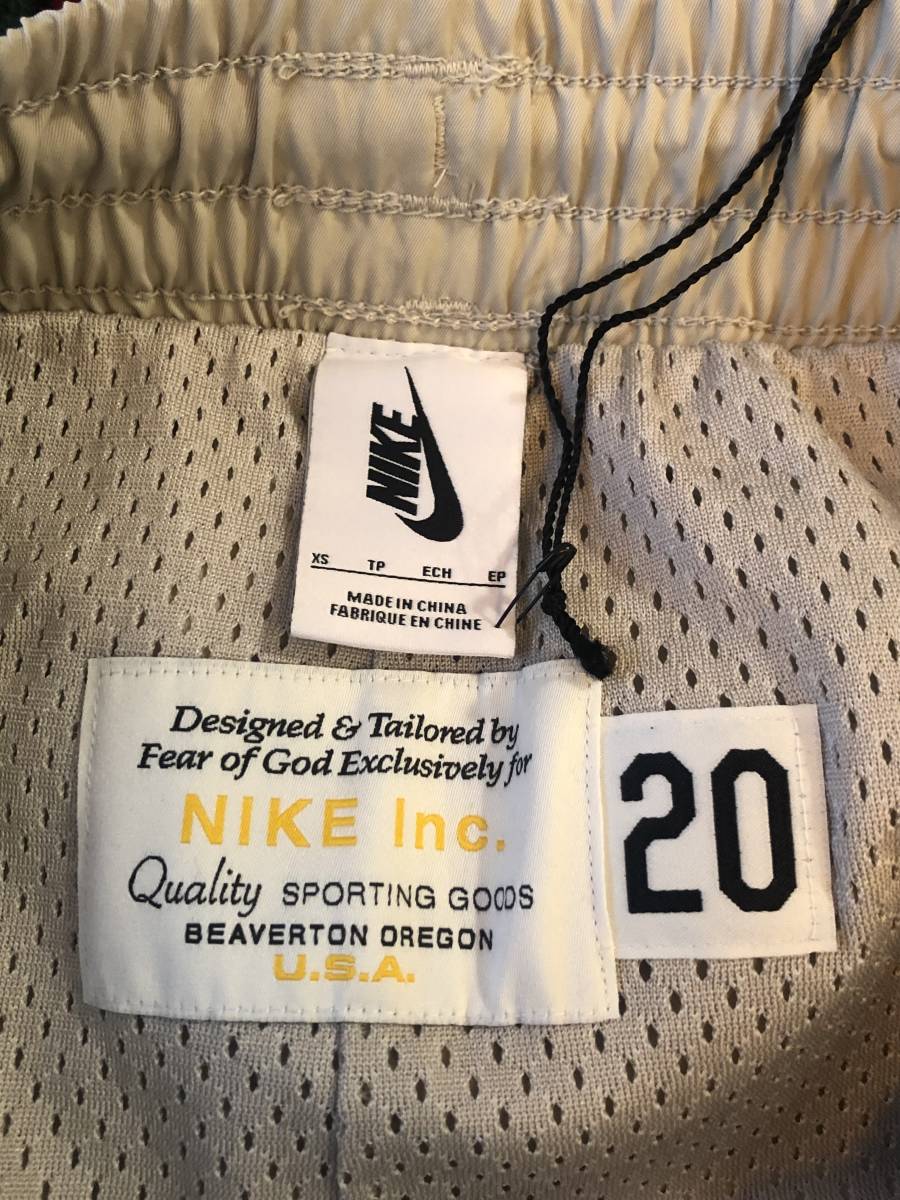 NIKE
XS TP ECH EP
MADE IN CHINA
FABRIQUE EN CHINE
Designed & Tailored by
Fear of God Exclusively for
NIKE Inc.
Quality SPORTING GOODS
BEAVERTON OREGON
U.S.A.
20